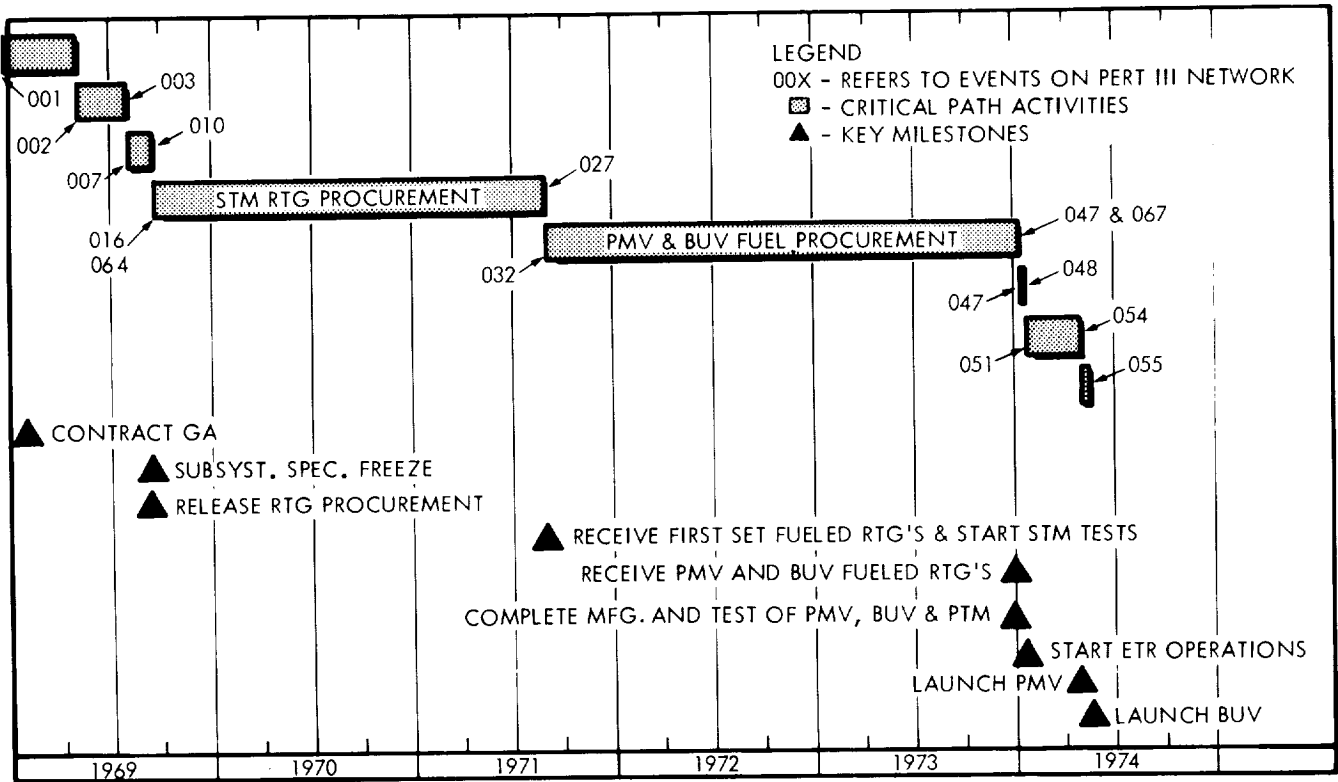 LEGEND
00X - REFERS TO EVENTS ON PERT III NETWORK
- CRITICAL PATH ACTIVITIES
- KEY MILESTONES
001
003
002
010
007
027
STM RTG PROCUREMENT
016
064
047 & 067
PMV & BUV FUEL PROCUREMENT
032
048
047
054
051
055
CONTRACT GA
SUBSYST. SPEC. FREEZE
RELEASE RTG PROCUREMENT
RECEIVE FIRST SET FUELED RTG'S & START STM TESTS
RECEIVE PMV AND BUV FUELED RTG'S
COMPLETE MFG. AND TEST OF PMV, BUV & PTM
START ETR OPERATIONS
LAUNCH PMV
LAUNCH BUV
1969 1970 1971 1972 1973 1974